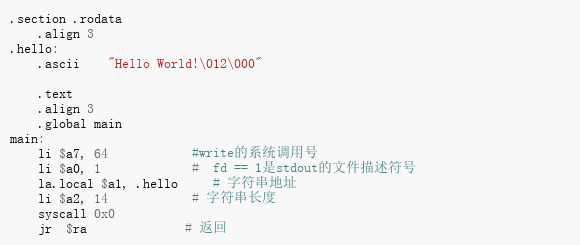 .section .rodata
    .align 3
.hello:
    .ascii    "Hello World!\012\000"

    .text
    .align 3
    .global main
main:
    li $a7, 64            #write的系统调用号
    li $a0, 1             #  fd == 1是stdout的文件描述符号
    la.local $a1, .hello     # 字符串地址
    li $a2, 14            # 字符串长度
    syscall 0x0
    jr  $ra              # 返回